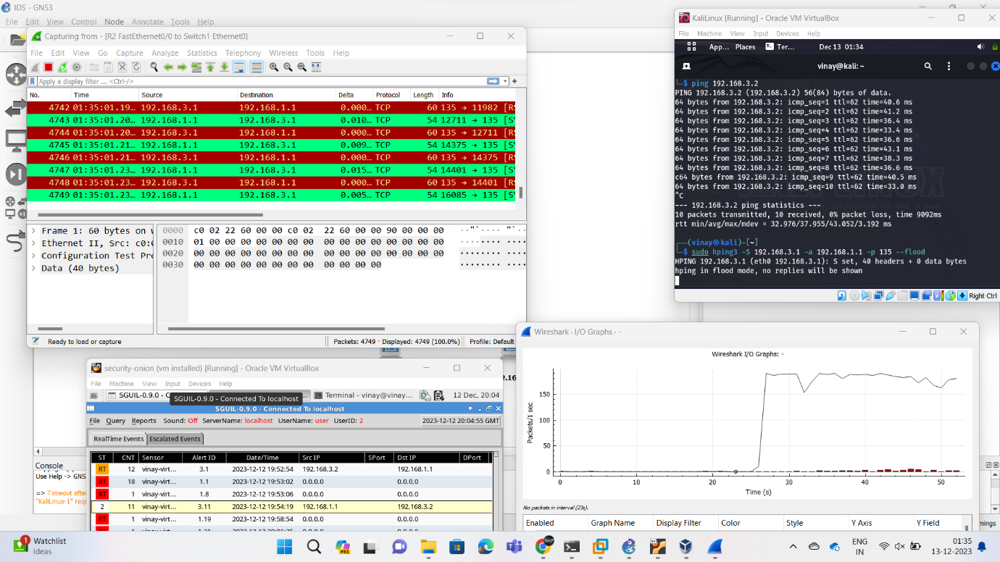 IDS - GNS3
File Edit View Control Node Annotate Tools Help
Capturing from - [R2 FastEthernet0/0 to Switch1 Ethernet0]
File Edit View Go Capture Analyze Statistics Telephony Wireless Tools Help
Apply a display filter ... <Ctrl-/>
No. Time Source Destination Delta Protocol Length Info
4742 01:35:01.19... 192.168.3.1 192.168.1.1 0.000... TCP 60 135 → 11982 [RS
4743 01:35:01.20... 192.168.1.1 192.168.3.1 0.010... TCP 54 12711 → 135 [SY
4744 01:35:01.20... 192.168.3.1 192.168.1.1 0.000... TCP 60 135 → 12711 [RS
4745 01:35:01.21... 192.168.1.1 192.168.3.1 0.009... TCP 54 14375 → 135 [SY
4746 01:35:01.21... 192.168.3.1 192.168.1.1 0.000... TCP 60 135 → 14375 [RS
4747 01:35:01.23... 192.168.1.1 192.168.3.1 0.015... TCP 54 14401 → 135 [SY
4748 01:35:01.23... 192.168.3.1 192.168.1.1 0.000... TCP 60 135 → 14401 [RS
4749 01:35:01.23... 192.168.1.1 192.168.3.1 0.005... TCP 54 16085 → 135 [SY
Frame 1: 60 bytes on w
Ethernet II, Src: c0:0
Configuration Test Pro
Data (40 bytes)
0000 c0 02 22 60 00 00 c0 02 22 60 00 00 90 00 00 00 ··"`···· "`······
0010 01 00 00 00 00 00 00 00 00 00 00 00 00 00 00 00 ········ ········
0020 00 00 00 00 00 00 00 00 00 00 00 00 00 00 00 00 ········ ········
0030 00 00 00 00 00 00 00 00 00 00 00 00 ········ ····
Ready to load or capture
Packets: 4749 · Displayed: 4749 (100.0%)
Profile: Default
KaliLinux [Running] - Oracle VM VirtualBox
File Machine View Input Devices Help
App... Places Ter... Dec 13 01:34
vinay@kali: ~
└─$ ping 192.168.3.2
PING 192.168.3.2 (192.168.3.2) 56(84) bytes of data.
64 bytes from 192.168.3.2: icmp_seq=1 ttl=62 time=40.6 ms
64 bytes from 192.168.3.2: icmp_seq=2 ttl=62 time=41.2 ms
64 bytes from 192.168.3.2: icmp_seq=3 ttl=62 time=36.4 ms
64 bytes from 192.168.3.2: icmp_seq=4 ttl=62 time=33.4 ms
64 bytes from 192.168.3.2: icmp_seq=5 ttl=62 time=36.6 ms
64 bytes from 192.168.3.2: icmp_seq=6 ttl=62 time=43.1 ms
64 bytes from 192.168.3.2: icmp_seq=7 ttl=62 time=38.3 ms
64 bytes from 192.168.3.2: icmp_seq=8 ttl=62 time=36.6 ms
c64 bytes from 192.168.3.2: icmp_seq=9 ttl=62 time=40.5 ms
64 bytes from 192.168.3.2: icmp_seq=10 ttl=62 time=33.0 ms
^C
--- 192.168.3.2 ping statistics ---
10 packets transmitted, 10 received, 0% packet loss, time 9092ms
rtt min/avg/max/mdev = 32.976/37.955/43.052/3.192 ms
┌──(vinay㉿kali)-[~]
└─$ sudo hping3 -S 192.168.3.1 -a 192.168.1.1 -p 135 --flood
HPING 192.168.3.1 (eth0 192.168.3.1): S set, 40 headers + 0 data bytes
hping in flood mode, no replies will be shown
Right Ctrl
security-onion (vm installed) [Running] - Oracle VM VirtualBox
File Machine View Input Devices Help
SGUIL-0.9.0 - C
Terminal - vinay@vinay...
12 Dec, 20:04
SGUIL-0.9.0 - Connected To localhost
SGUIL-0.9.0 - Connected To localhost
File Query Reports Sound: Off ServerName: localhost UserName: user UserID: 2 2023-12-12 20:04:55 GMT
RealTime Events Escalated Events
ST CNT Sensor Alert ID Date/Time Src IP SPort Dst IP DPort
RT 12 vinay-virt... 3.1 2023-12-12 19:52:54 192.168.3.2 192.168.1.1
RT 18 vinay-virt... 1.1 2023-12-12 19:53:02 0.0.0.0 0.0.0.0
RT 1 vinay-virt... 1.8 2023-12-12 19:53:06 0.0.0.0 0.0.0.0
2 11 vinay-virt... 3.11 2023-12-12 19:54:19 192.168.1.1 192.168.3.2
RT 1 vinay-virt... 1.19 2023-12-12 19:58:54 0.0.0.0 0.0.0.0
Console
Use Help -> GNS
=> Timeout afte
"KaliLinux-1" requ
Wireshark · I/O Graphs · -
Wireshark I/O Graphs: -
Packets/1 sec
150
100
50
0
0 10 20 30 40 50
Time (s)
No packets in interval (23s).
Enabled Graph Name Display Filter Color Style Y Axis Y Field
Watchlist
Ideas
1
PRE
ENG
IN
01:35
13-12-2023